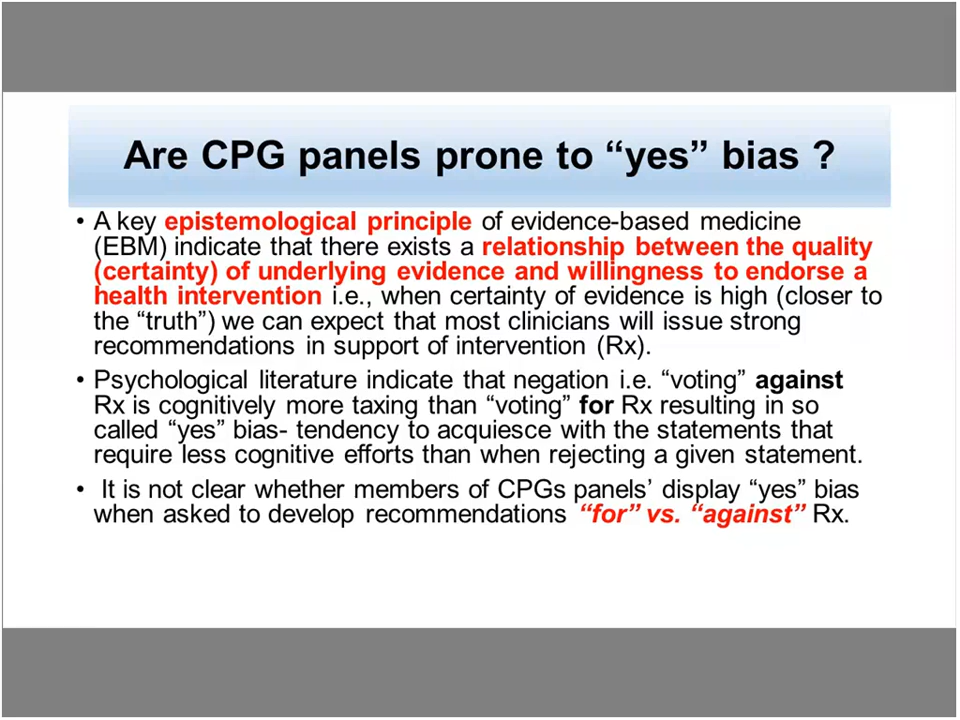 Are CPG panels prone to “yes” bias ?
• A key epistemological principle of evidence-based medicine
(EBM) indicate that there exists a relationship between the quality
(certainty) of underlying evidence and willingness to endorse a
health intervention i.e., when certainty of evidence is high (closer to
the “truth”) we can expect that most clinicians will issue strong
recommendations in support of intervention (Rx).
• Psychological literature indicate that negation i.e. “voting” against
Rx is cognitively more taxing than “voting” for Rx resulting in so
called “yes” bias- tendency to acquiesce with the statements that
require less cognitive efforts than when rejecting a given statement.
• It is not clear whether members of CPGs panels’ display “yes” bias
when asked to develop recommendations “for” vs. “against” Rx.